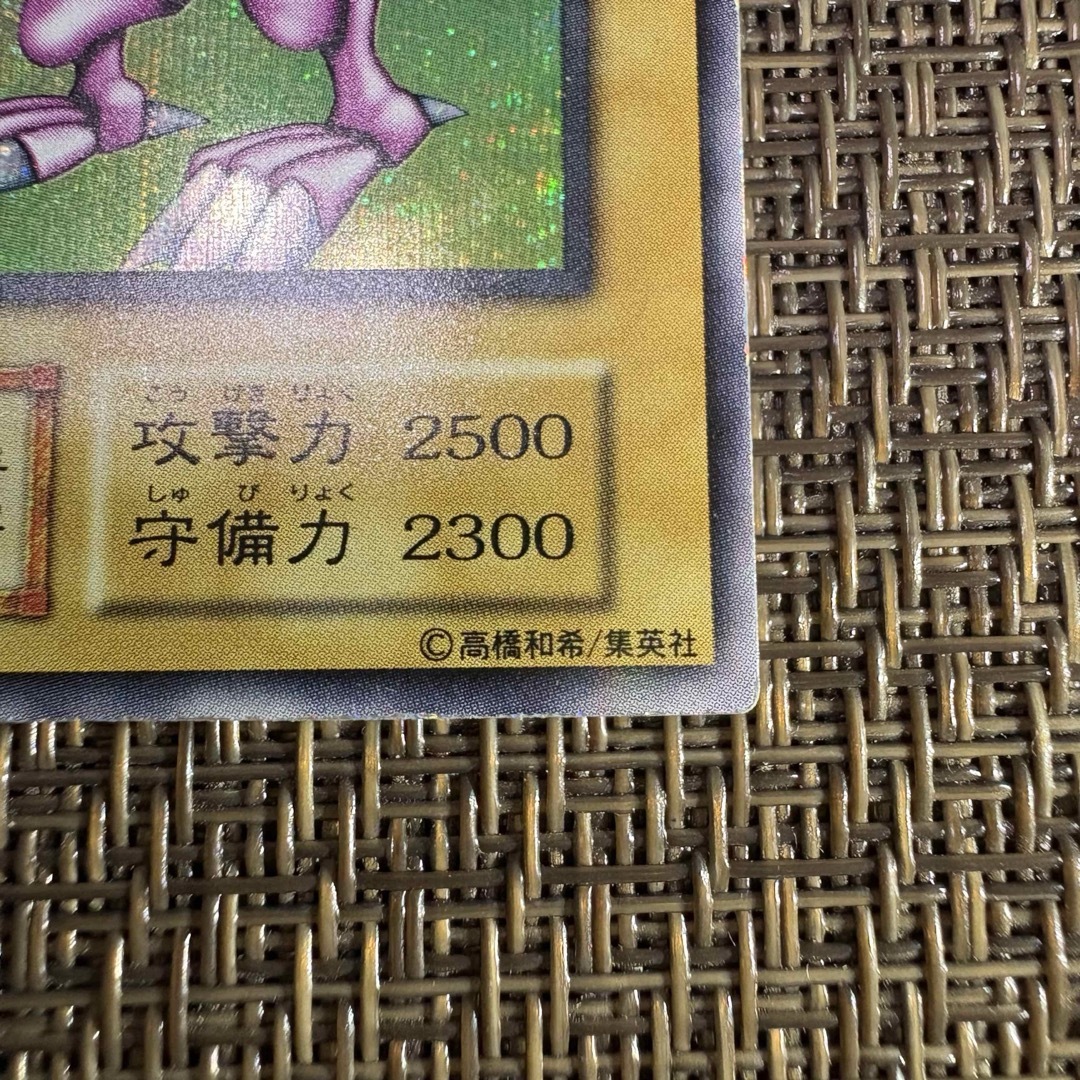 こう げき りょく
攻撃力 2500
しゅ び りょく
守備力 2300
©高橋和希/集英社